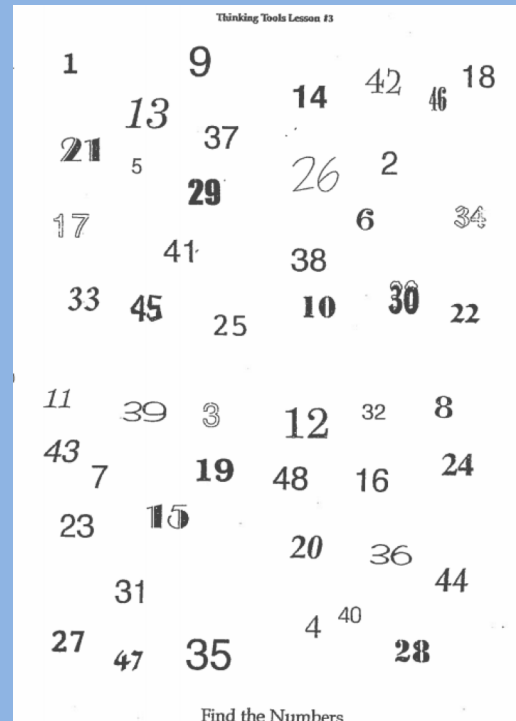 Thinking Tools Lesson #3
1 9 14 42 46 18
13 37
21 5 29 26 2
17 41 38 6 34
33 45 25 10 30 22
11 39 3 12 32 8
43 7 19 48 16 24
23 15 20 36
31 44
27 47 35 4 40 28
Find the Numbers